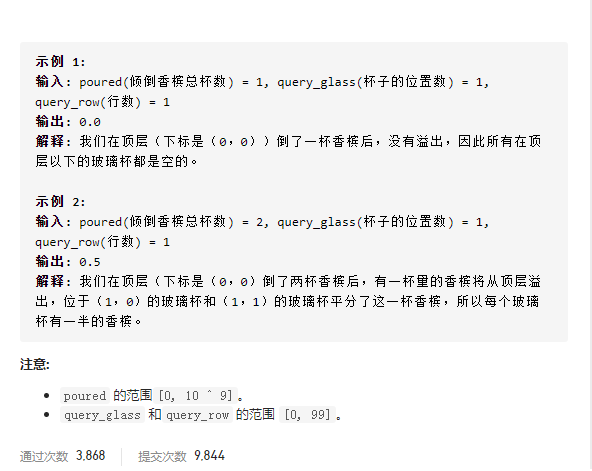 示例 1:
输入: poured(倾倒香槟总杯数) = 1, query_glass(杯子的位置数) = 1,
query_row(行数) = 1
输出: 0.0
解释: 我们在顶层（下标是（0，0））倒了一杯香槟后，没有溢出，因此所有在顶
层以下的玻璃杯都是空的。
示例 2:
输入: poured(倾倒香槟总杯数) = 2, query_glass(杯子的位置数) = 1,
query_row(行数) = 1
输出: 0.5
解释: 我们在顶层（下标是（0，0）倒了两杯香槟后，有一杯量的香槟将从顶层溢
出，位于（1，0）的玻璃杯和（1，1）的玻璃杯平分了这一杯香槟，所以每个玻璃
杯有一半的香槟。
注意:
• poured 的范围[0, 10 ^ 9]。
• query_glass 和query_row 的范围 [0, 99]。
通过次数 3,868 提交次数 9,844